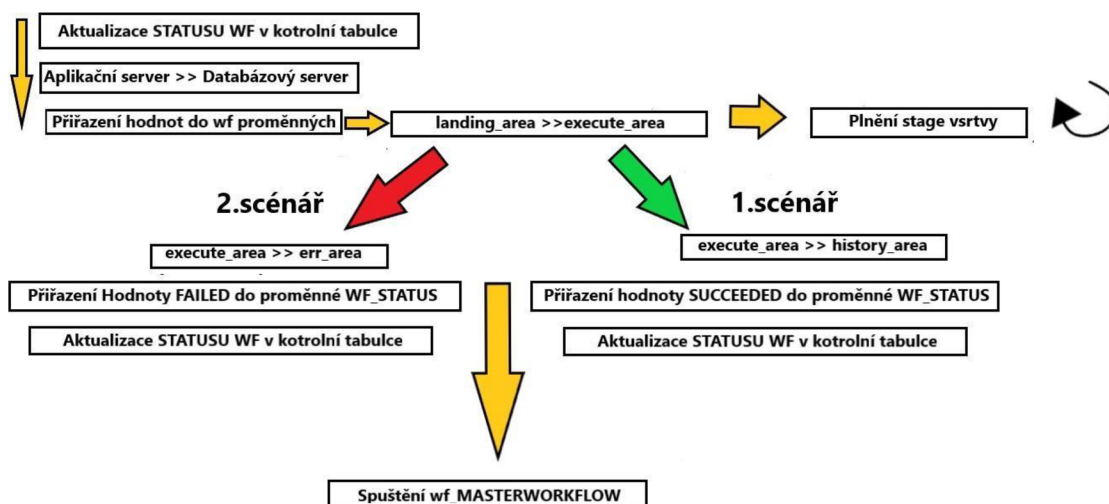 Aktualizace STATUSU WF v kotrolní tabulce
Aplikační server >> Databázový server
Přiřazení hodnot do wf proměnných
landing_area >>execute_area
Plnění stage vsrtvy
2.scénář
1.scénář
execute_area >> err_area
execute_area >> history_area
Přiřazení Hodnoty FAILED do proměnné WF_STATUS
Přiřazení hodnoty SUCCEEDED do proměnné WF_STATUS
Aktualizace STATUSU WF v kotrolní tabulce
Aktualizace STATUSU WF v kotrolní tabulce
Spuštění wf_MASTERWORKFLOW